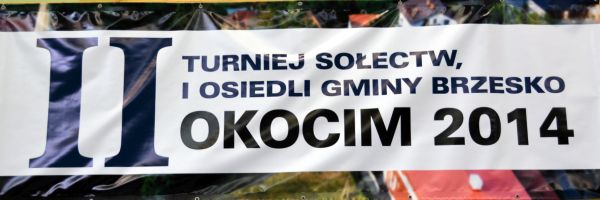 II
TURNIEJ SOŁECTW,
I OSIEDLI GMINY BRZESKO
OKOCIM 2014